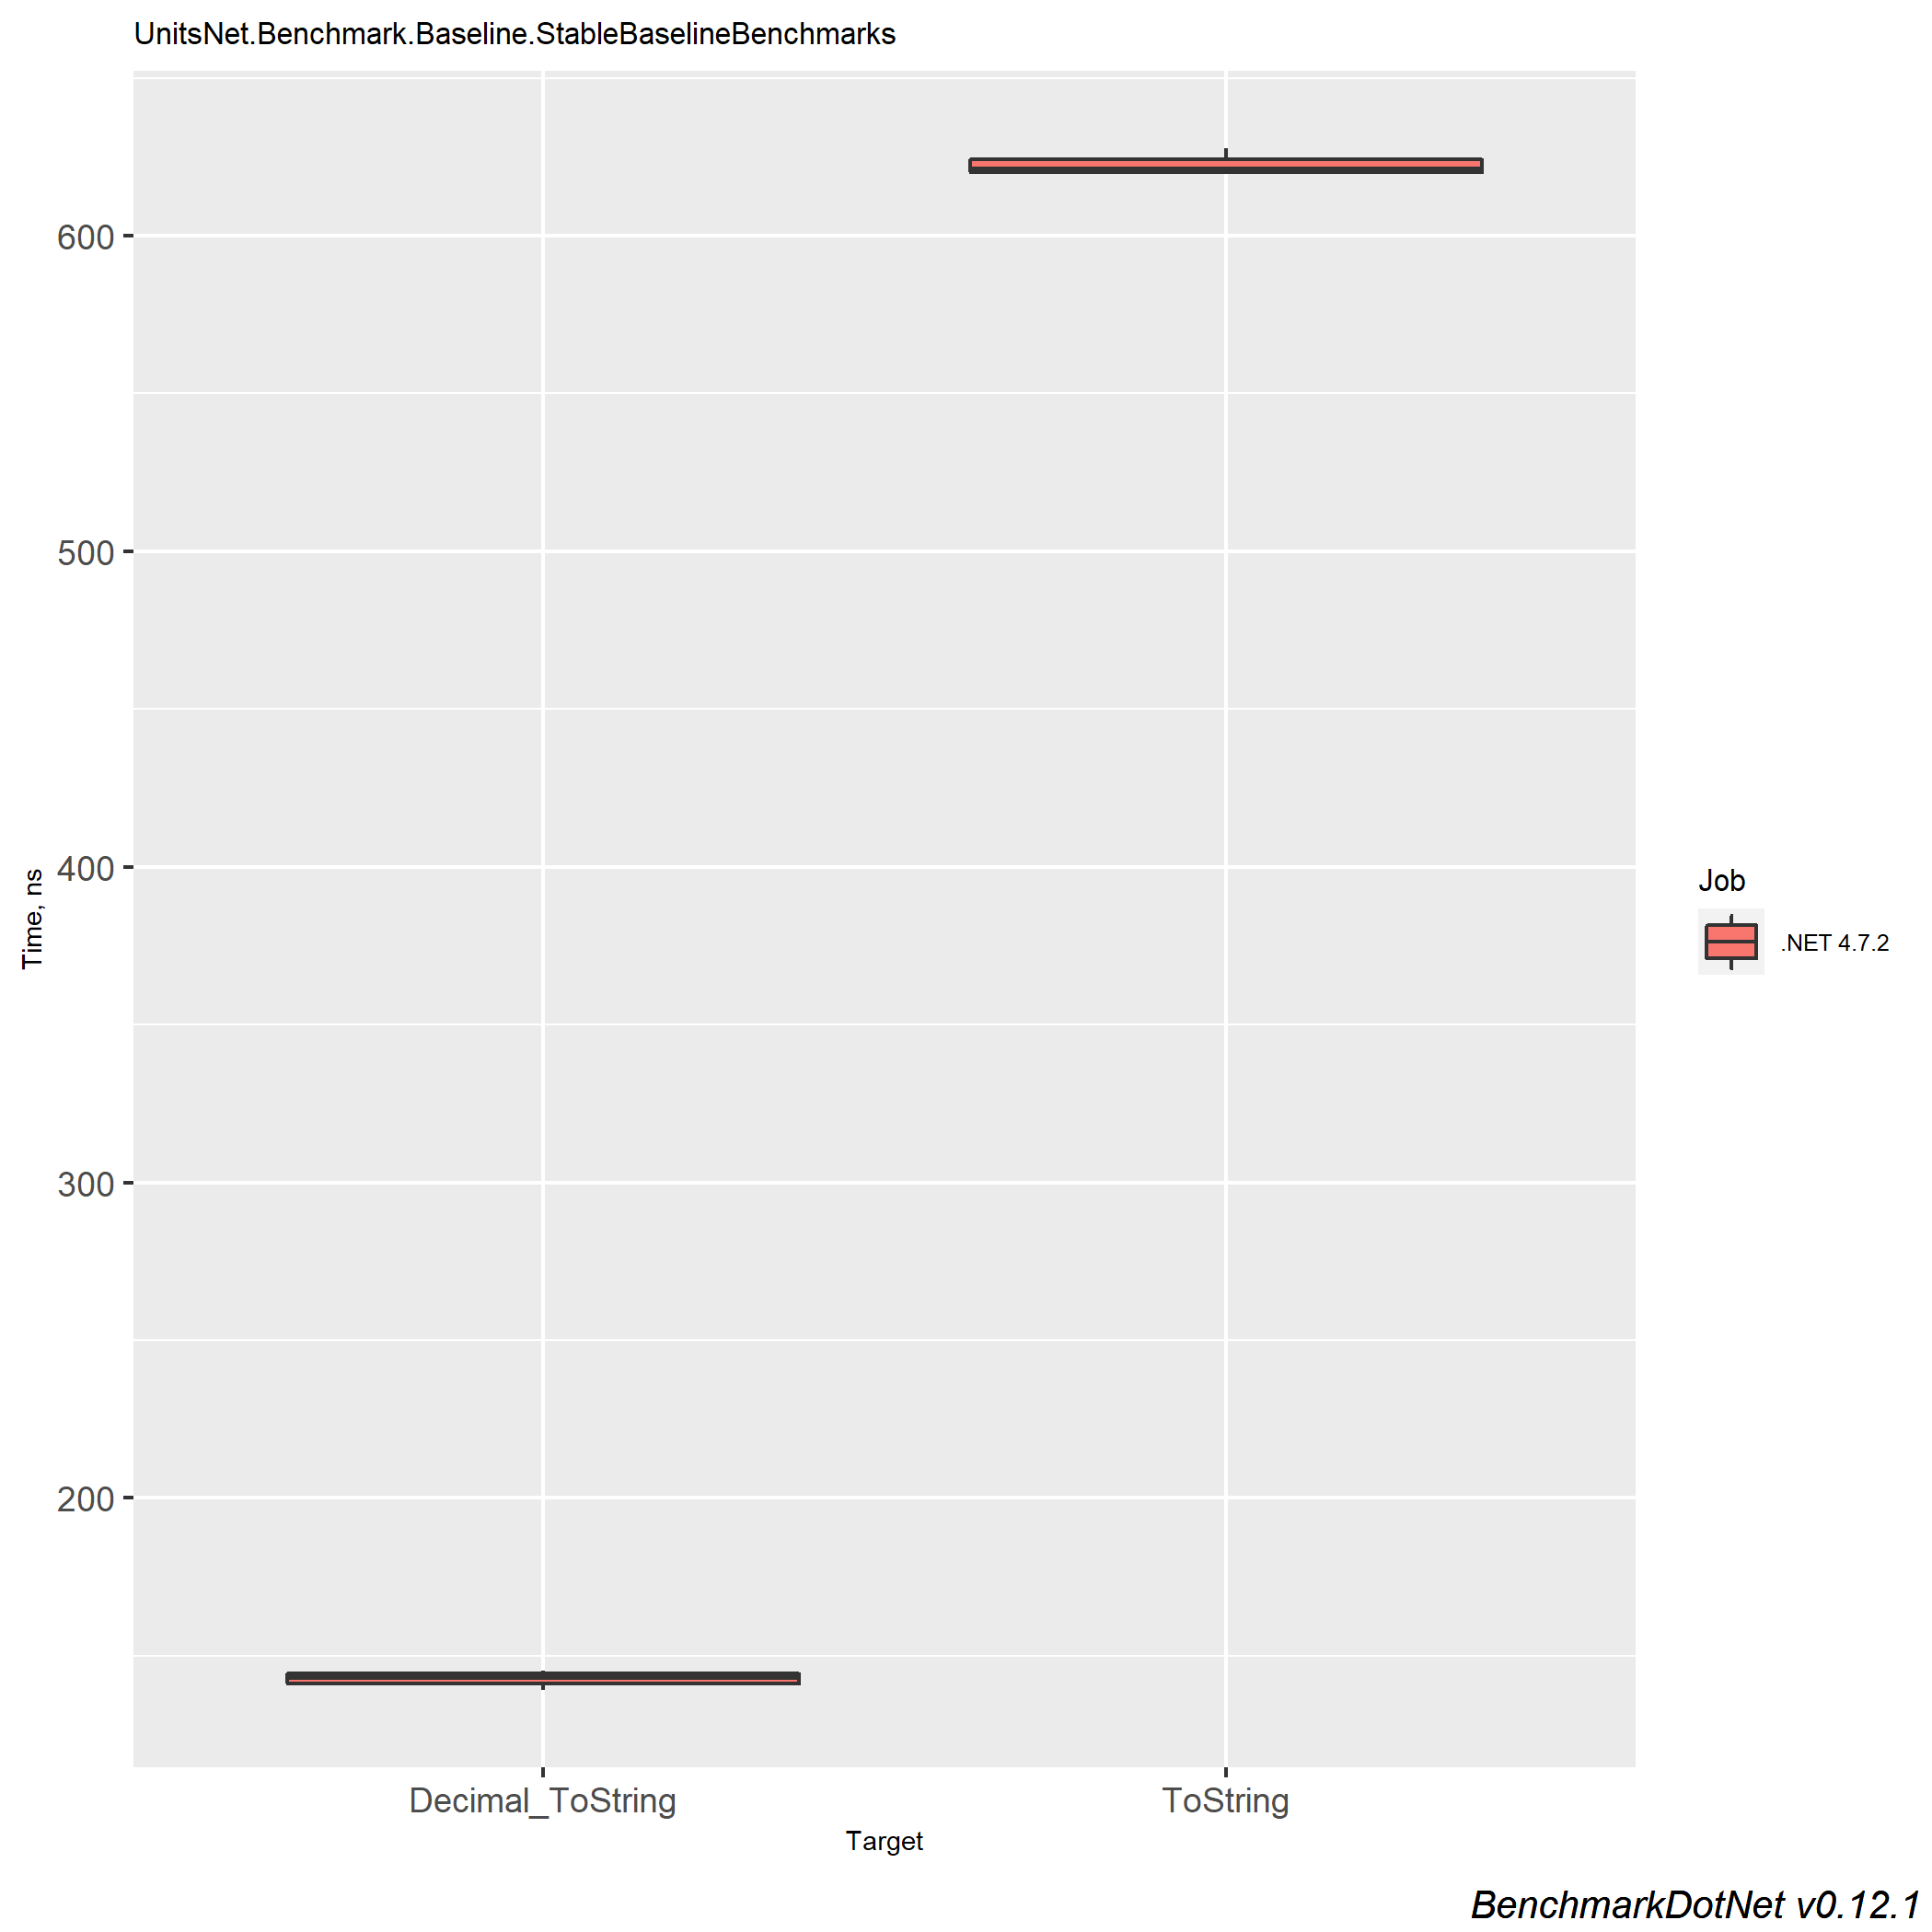 UnitsNet.Benchmark.Baseline.StableBaselineBenchmarks
600
500
400
300
200
Time, ns
Decimal_ToString
ToString
Target
Job
.NET 4.7.2
BenchmarkDotNet v0.12.1